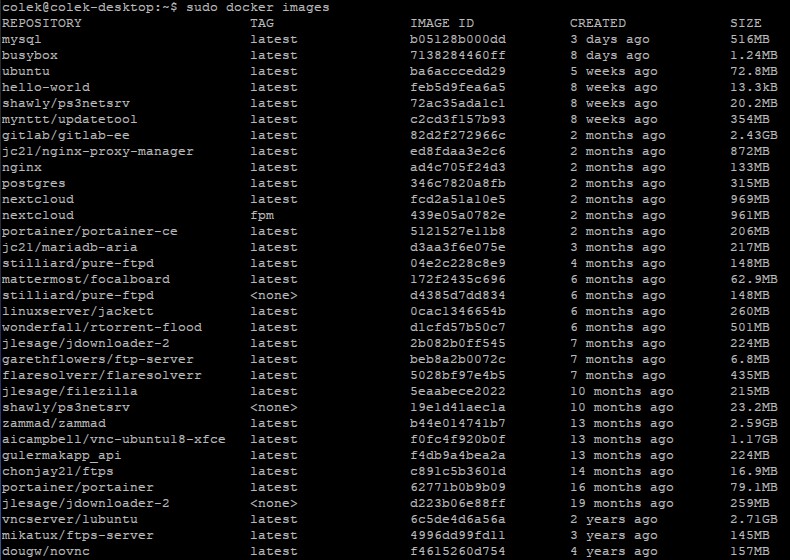 colek@colek-desktop:~$ sudo docker images
REPOSITORY TAG IMAGE ID CREATED SIZE
mysql latest b05128b000dd 3 days ago 516MB
busybox latest 7138284460ff 8 days ago 1.24MB
ubuntu latest ba6acccedd29 5 weeks ago 72.8MB
hello-world latest feb5d9fea6a5 8 weeks ago 13.3kB
shawly/ps3netsrv latest 72ac35ada1c1 8 weeks ago 20.2MB
mynttt/updatetool latest c2cd3f157b93 8 weeks ago 354MB
gitlab/gitlab-ee latest 82d2f272966c 2 months ago 2.43GB
jc21/nginx-proxy-manager latest ed8fdaa3e2c6 2 months ago 872MB
nginx latest ad4c705f24d3 2 months ago 133MB
postgres latest 346c7820a8fb 2 months ago 315MB
nextcloud latest fcd2a51a10e5 2 months ago 969MB
nextcloud fpm 439e05a0782e 2 months ago 961MB
portainer/portainer-ce latest 5121527e11b8 2 months ago 206MB
jc21/mariadb-aria latest d3aa3f6e075e 3 months ago 217MB
stilliard/pure-ftpd latest 04e2c228c8e9 4 months ago 148MB
mattermost/focalboard latest 172f2435c696 6 months ago 62.9MB
stilliard/pure-ftpd <none> d4385d7dd834 6 months ago 148MB
linuxserver/jackett latest 0cac1346654b 6 months ago 260MB
wonderfall/rtorrent-flood latest d1cfd57b50c7 6 months ago 501MB
jlesage/jdownloader-2 latest 2b082b0ff545 7 months ago 224MB
garethflowers/ftp-server latest beb8a2b0072c 7 months ago 6.8MB
flaresolverr/flaresolverr latest 5028bf97e4b5 7 months ago 435MB
jlesage/filezilla latest 5eaabece2022 10 months ago 215MB
shawly/ps3netsrv <none> 19e1d41aec1a 10 months ago 23.2MB
zammad/zammad latest b44e014741b7 13 months ago 2.59GB
aicampbell/vnc-ubuntu18-xfce latest f0fc4f920b0f 13 months ago 1.17GB
gulermakapp_api latest f4db9a4bea2a 13 months ago 224MB
chonjay21/ftps latest c891c5b3601d 14 months ago 16.9MB
portainer/portainer latest 62771b0b9b09 16 months ago 79.1MB
jlesage/jdownloader-2 <none> d223b06e88ff 19 months ago 259MB
vncserver/lubuntu latest 6c5de4d6a56a 2 years ago 2.71GB
mikatux/ftps-server latest 4996dd99fd11 3 years ago 145MB
dougw/novnc latest f4615260d754 4 years ago 157MB